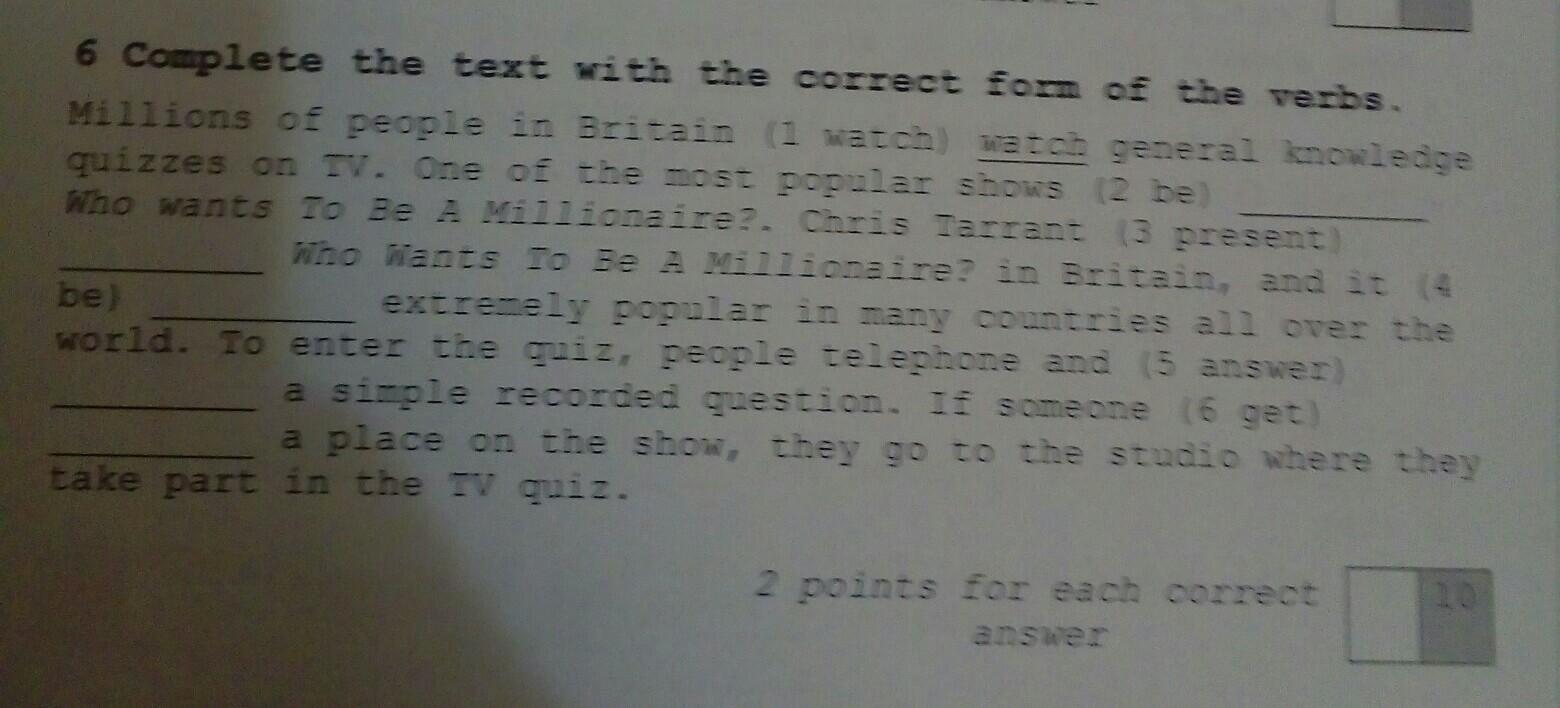 6 Complete the text with the correct form of the verbs.
Millions of people in Britain (1 watch) watch general knowledge
quizzes on TV. One of the most popular shows (2 be) __________
Who wants To Be A Millionaire?. Chris Tarrant (3 present)
__________ Who Wants To Be A Millionaire? in Britain, and it (4
be) __________ extremely popular in many countries all over the
world. To enter the quiz, people telephone and (5 answer)
__________ a simple recorded question. If someone (6 get)
__________ a place on the show, they go to the studio where they
take part in the TV quiz.
2 points for each correct
answer
10